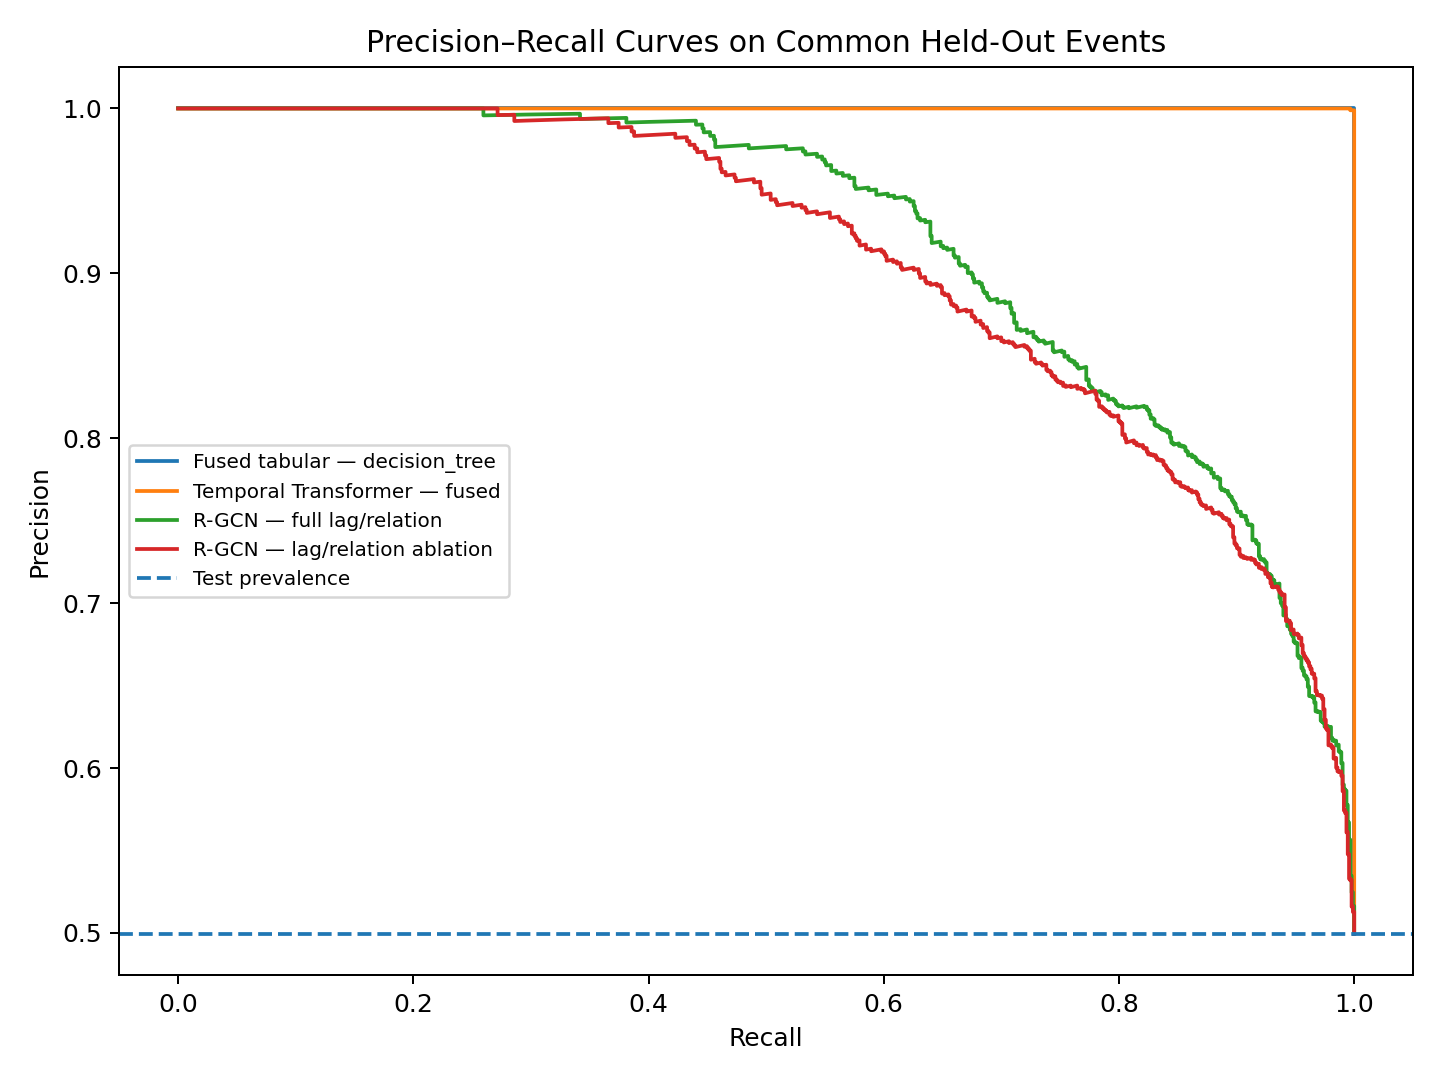 Precision–Recall Curves on Common Held-Out Events
1.0
0.9
0.8
0.7
0.6
0.5
Precision
Fused tabular — decision_tree
Temporal Transformer — fused
R-GCN — full lag/relation
R-GCN — lag/relation ablation
Test prevalence
0.0 0.2 0.4 0.6 0.8 1.0
Recall